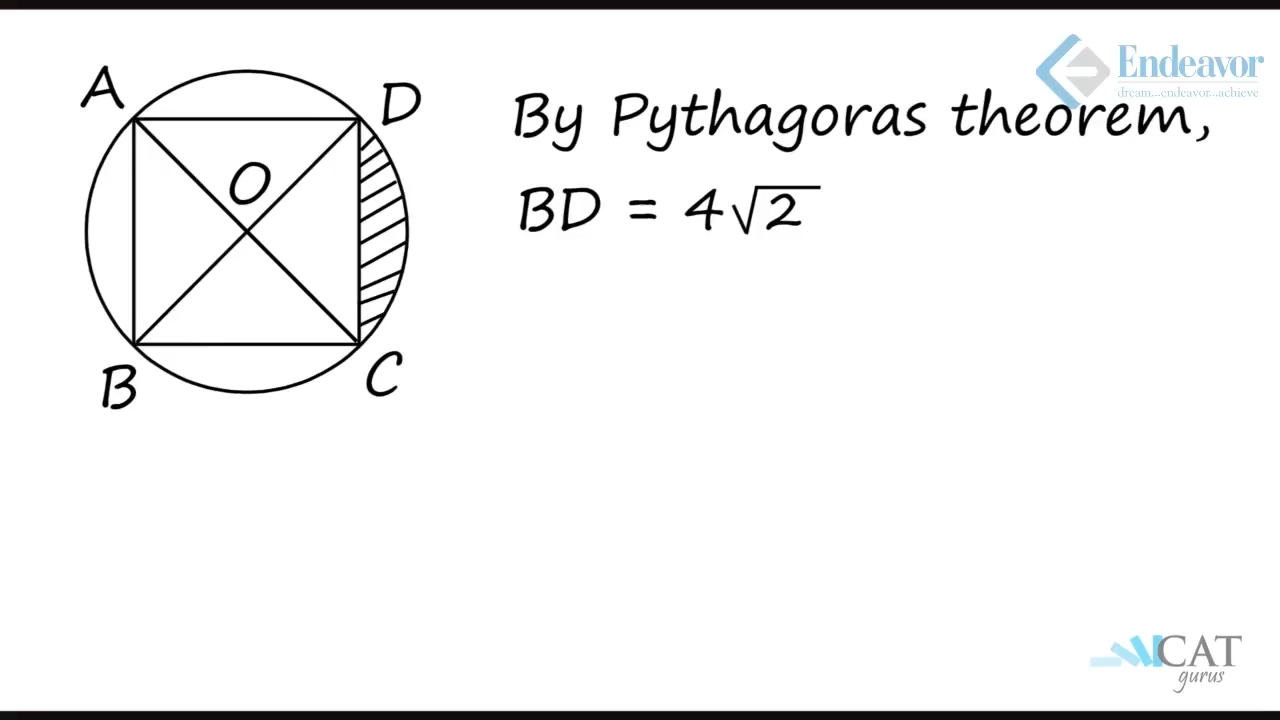 A
D
O
B
C
By Pythagoras theorem,
BD = 4√2
Endeavor
dream...endeavor...achieve
CAT
gurus